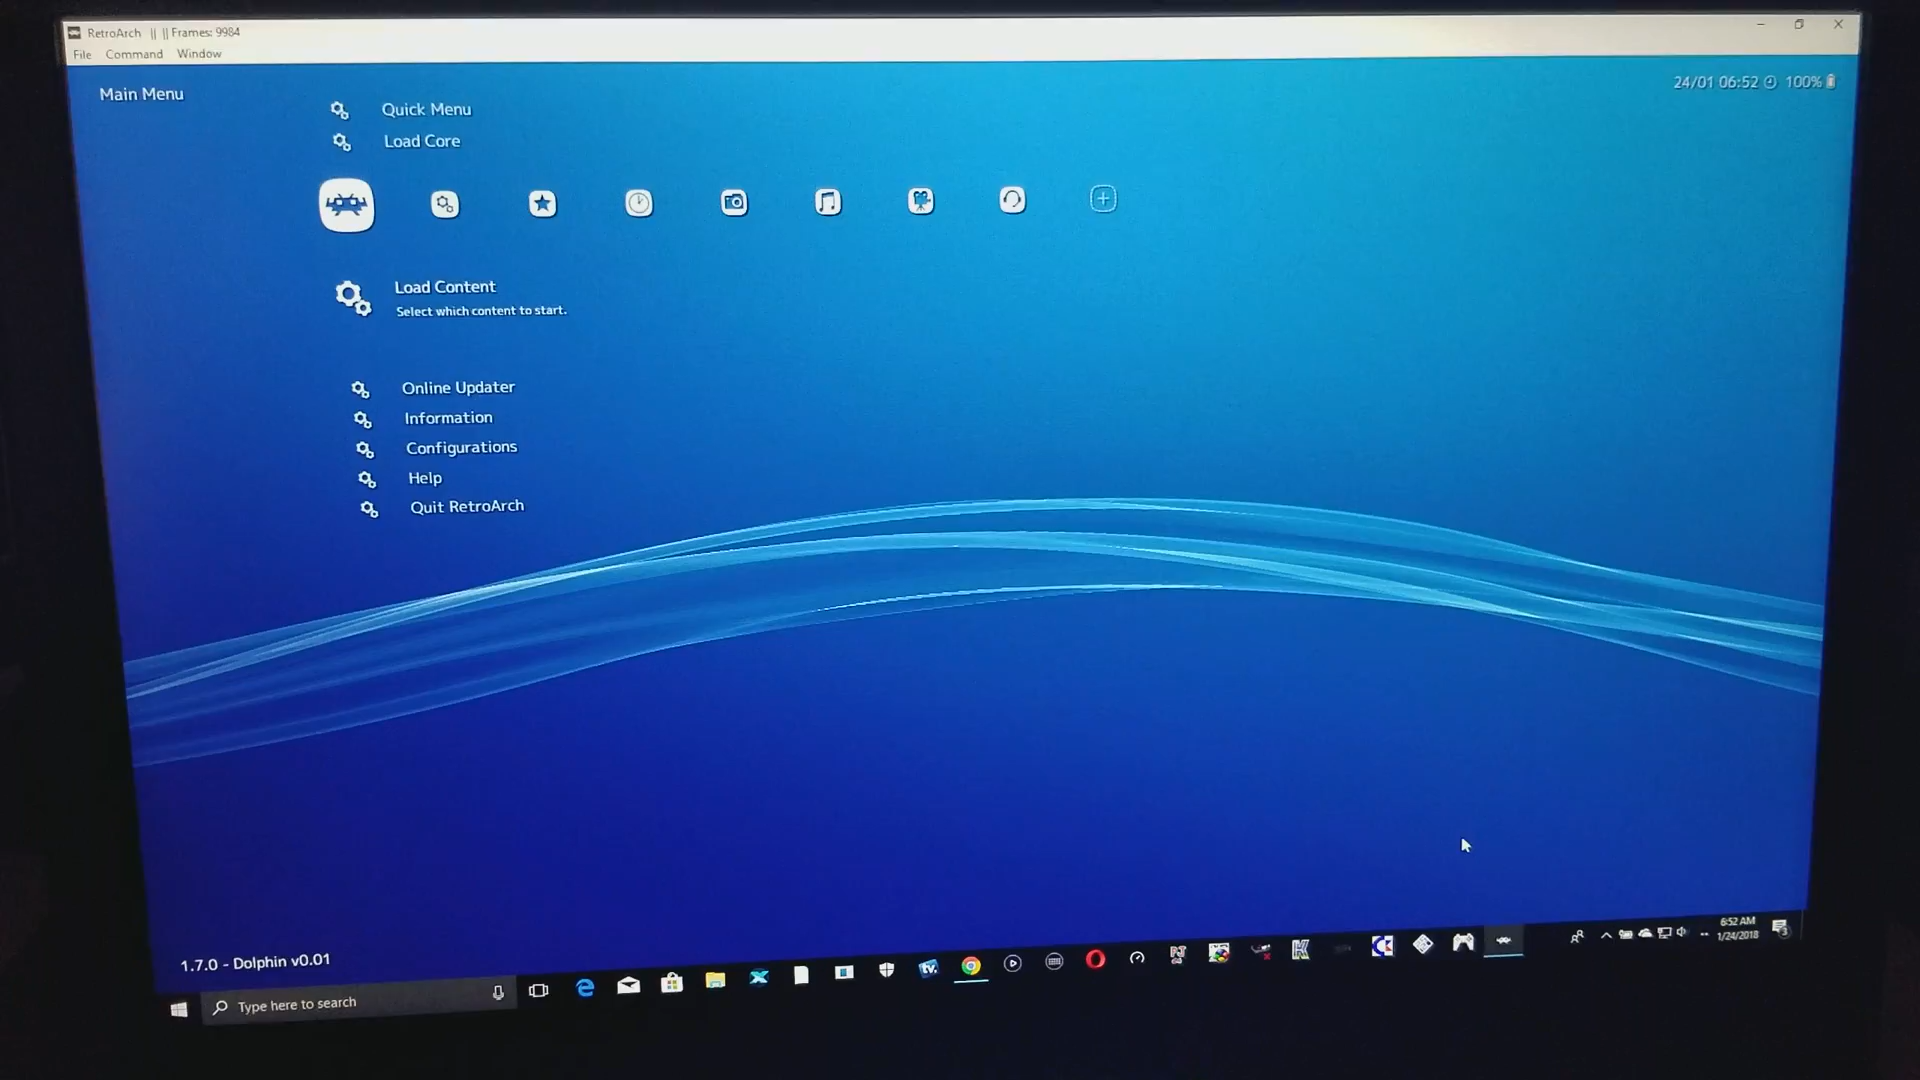 RetroArch || || Frames: 9984
File Command Window
Main Menu
24/01 06:52 100%
Quick Menu
Load Core
Load Content
Select which content to start.
Online Updater
Information
Configurations
Help
Quit RetroArch
1.7.0 - Dolphin v0.01
Type here to search
tv.
6:52 AM
1/24/2018
3